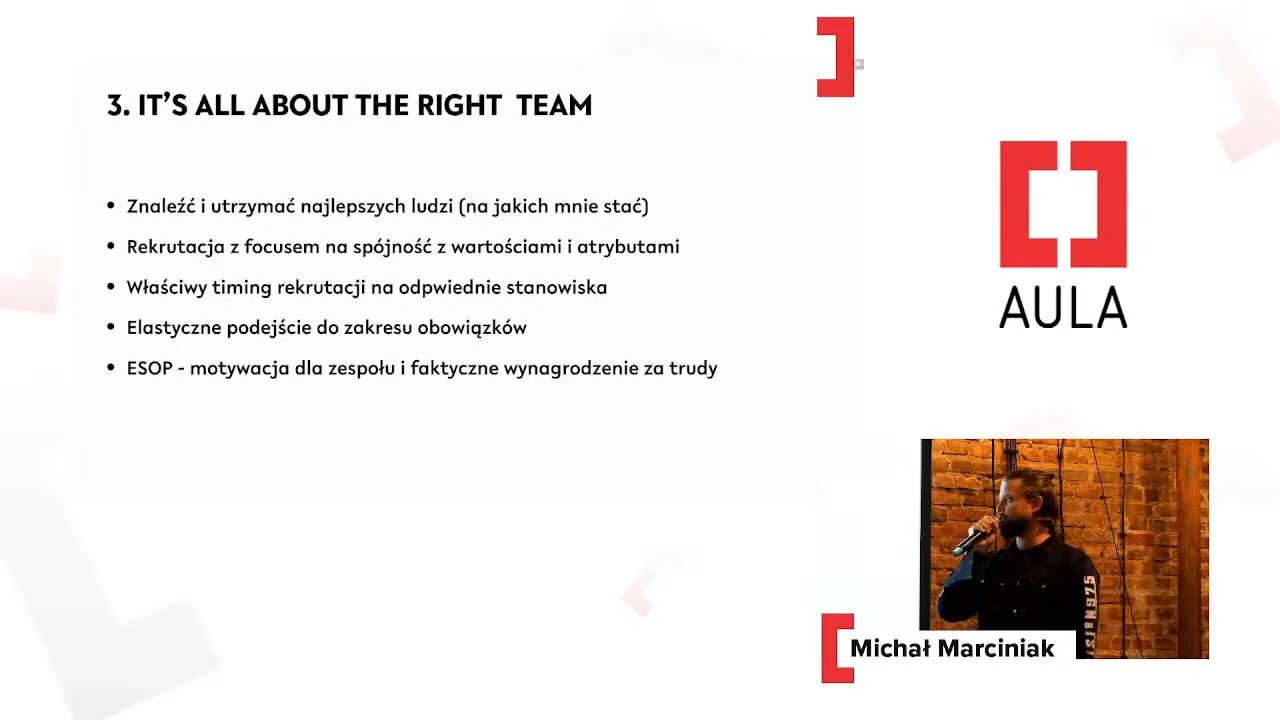 3. IT’S ALL ABOUT THE RIGHT TEAM
• Znaleźć i utrzymać najlepszych ludzi (na jakich mnie stać)
• Rekrutacja z focusem na spójność z wartościami i atrybutami
• Właściwy timing rekrutacji na odpwiednie stanowiska
• Elastyczne podejście do zakresu obowiązków
• ESOP - motywacja dla zespołu i faktyczne wynagrodzenie za trudy
AULA
Michał Marciniak